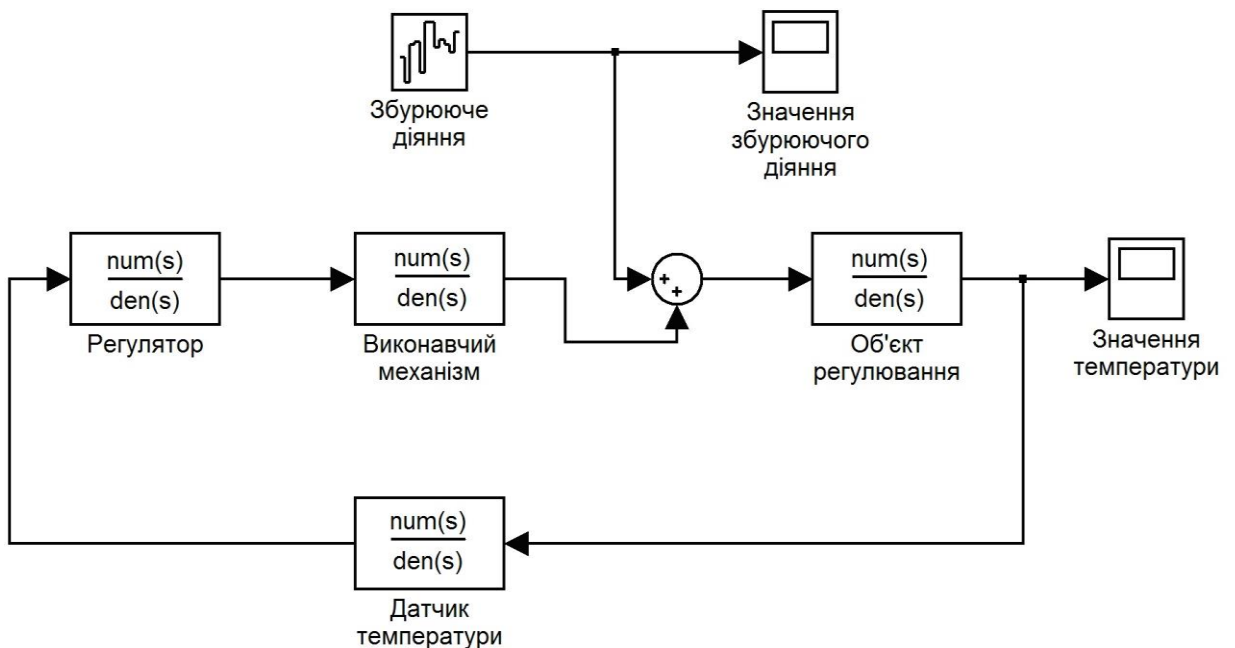 Збурююче
діяння
Значення
збурюючого
діяння
num(s)
den(s)
Регулятор
num(s)
den(s)
Виконавчий
механізм
+
+
num(s)
den(s)
Об'єкт
регулювання
Значення
температури
num(s)
den(s)
Датчик
температури